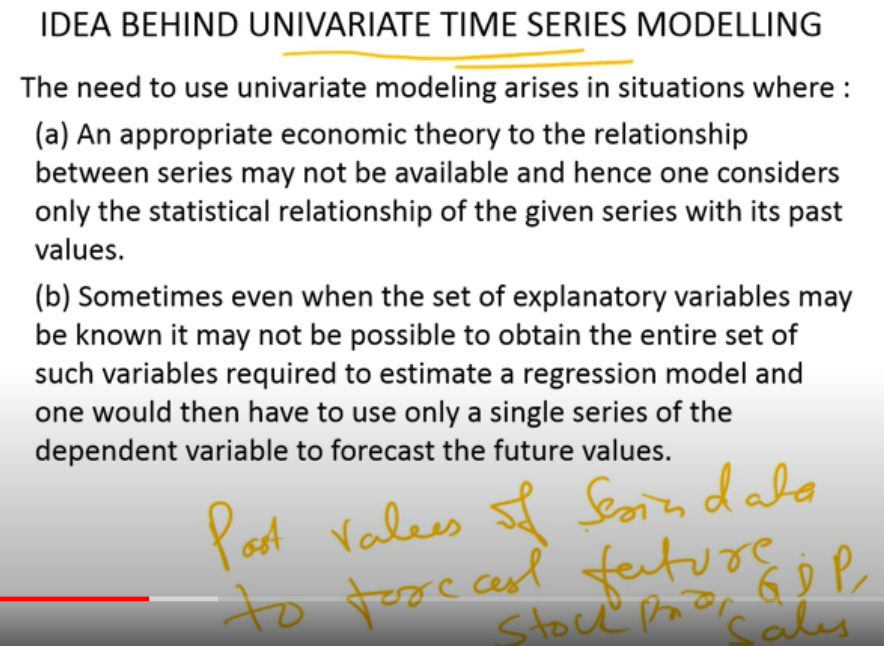 IDEA BEHIND UNIVARIATE TIME SERIES MODELLING
The need to use univariate modeling arises in situations where :
(a) An appropriate economic theory to the relationship
between series may not be available and hence one considers
only the statistical relationship of the given series with its past
values.
(b) Sometimes even when the set of explanatory variables may
be known it may not be possible to obtain the entire set of
such variables required to estimate a regression model and
one would then have to use only a single series of the
dependent variable to forecast the future values.
Past values of data
to forecast future
Stock GDP,
Sales